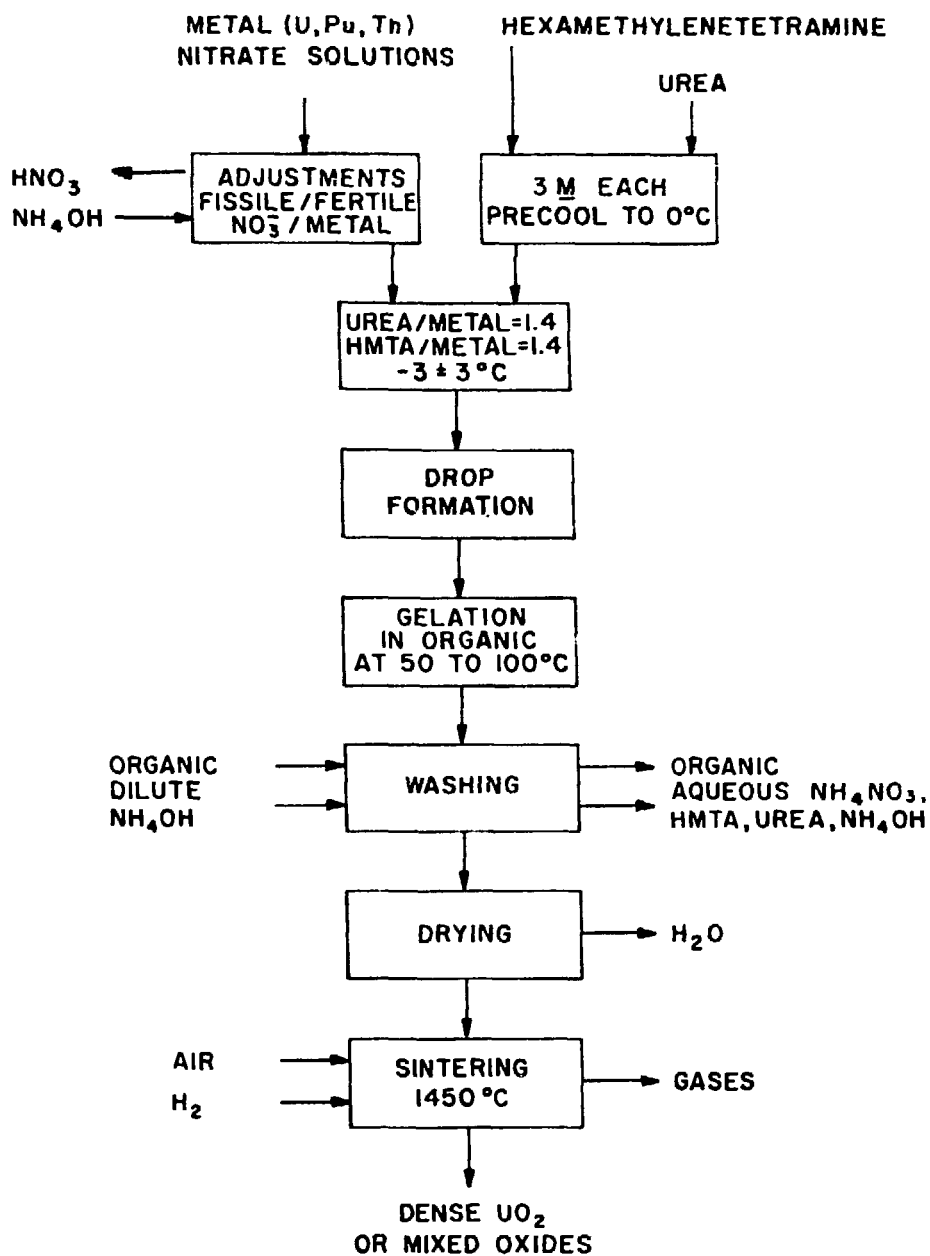 METAL (U,Pu,Th)
NITRATE SOLUTIONS
HEXAMETHYLENETETRAMINE
UREA
HNO₃
NH₄OH
ADJUSTMENTS
FISSILE/FERTILE
NO₃⁻/METAL
3 M EACH
PRECOOL TO 0°C
UREA/METAL=1.4
HMTA/METAL=1.4
-3 ± 3°C
DROP
FORMATION
GELATION
IN ORGANIC
AT 50 TO 100°C
ORGANIC
DILUTE
NH₄OH
WASHING
ORGANIC
AQUEOUS NH₄NO₃,
HMTA,UREA,NH₄OH
DRYING
H₂O
AIR
H₂
SINTERING
1450°C
GASES
DENSE UO₂
OR MIXED OXIDES